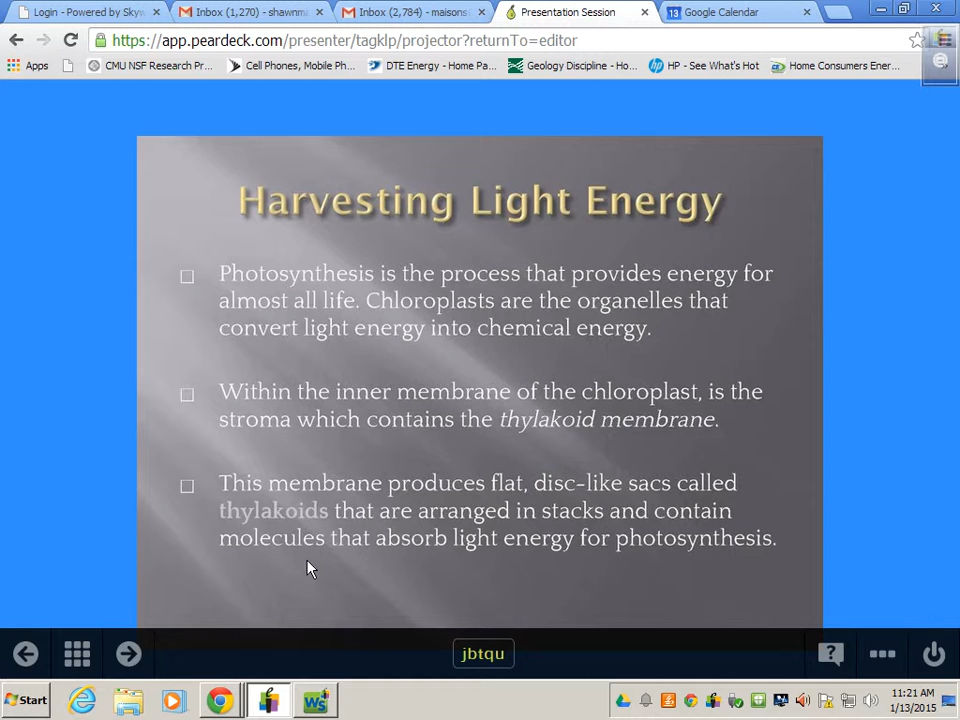 Login - Powered by Skyw
Inbox (1,270) - shawnma
Inbox (2,784) - maisons
Presentation Session
Google Calendar
https://app.peardeck.com/presenter/tagklp/projector?returnTo=editor
Apps
CMU NSF Research Pr...
Cell Phones, Mobile Ph...
DTE Energy - Home Pa...
Geology Discipline - Ho...
HP - See What's Hot
Home Consumers Ener...
Harvesting Light Energy
Photosynthesis is the process that provides energy for
almost all life. Chloroplasts are the organelles that
convert light energy into chemical energy.
Within the inner membrane of the chloroplast, is the
stroma which contains the thylakoid membrane.
This membrane produces flat, disc-like sacs called
thylakoids that are arranged in stacks and contain
molecules that absorb light energy for photosynthesis.
jbtqu
Start
11:21 AM
1/13/2015